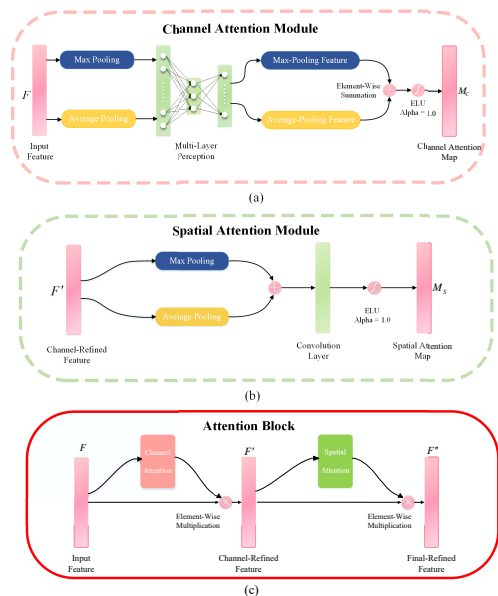 Channel Attention Module
Max Pooling
Max-Pooling Feature
F
Element-Wise
Summation
M_C
ELU
Alpha = 1.0
Average Pooling
Average-Pooling Feature
Input
Feature
Multi-Layer
Perception
Channel Attention
Map
(a)
Spatial Attention Module
Max Pooling
F'
M_S
Average Pooling
ELU
Alpha = 1.0
Channel-Refined
Feature
Convolution
Layer
Spatial Attention
Map
(b)
Attention Block
F
Channel
Attention
F'
Spatial
Attention
F"
Element-Wise
Multiplication
Element-Wise
Multiplication
Input
Feature
Channel-Refined
Feature
Final-Refined
Feature
(c)